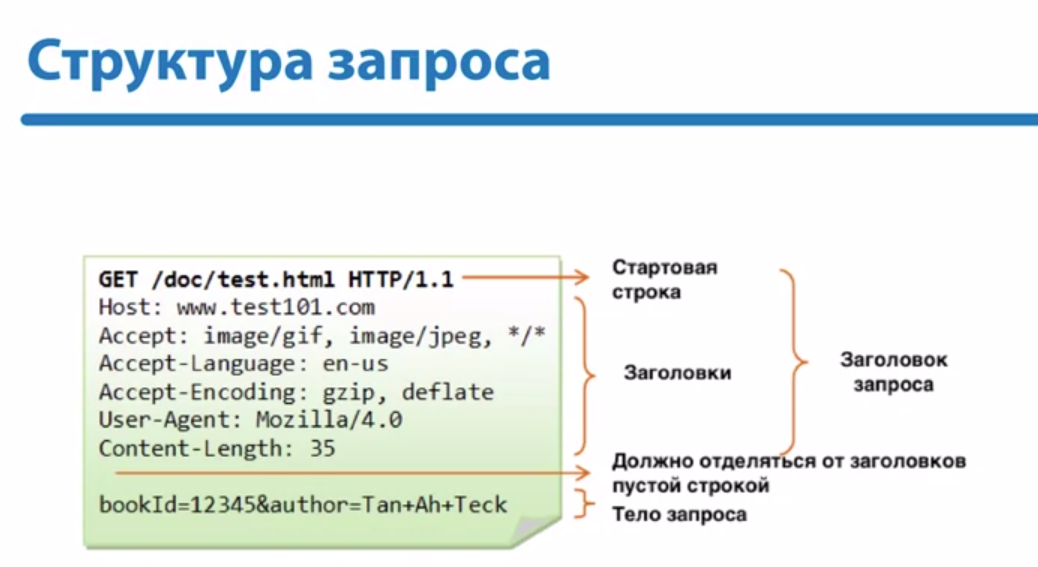 Структура запроса
GET /doc/test.html HTTP/1.1
Host: www.test101.com
Accept: image/gif, image/jpeg, */*
Accept-Language: en-us
Accept-Encoding: gzip, deflate
User-Agent: Mozilla/4.0
Content-Length: 35
bookId=12345&author=Tan+Ah+Teck
Стартовая
строка
Заголовки
Заголовок
запроса
Должно отделяться от заголовков
пустой строкой
Тело запроса